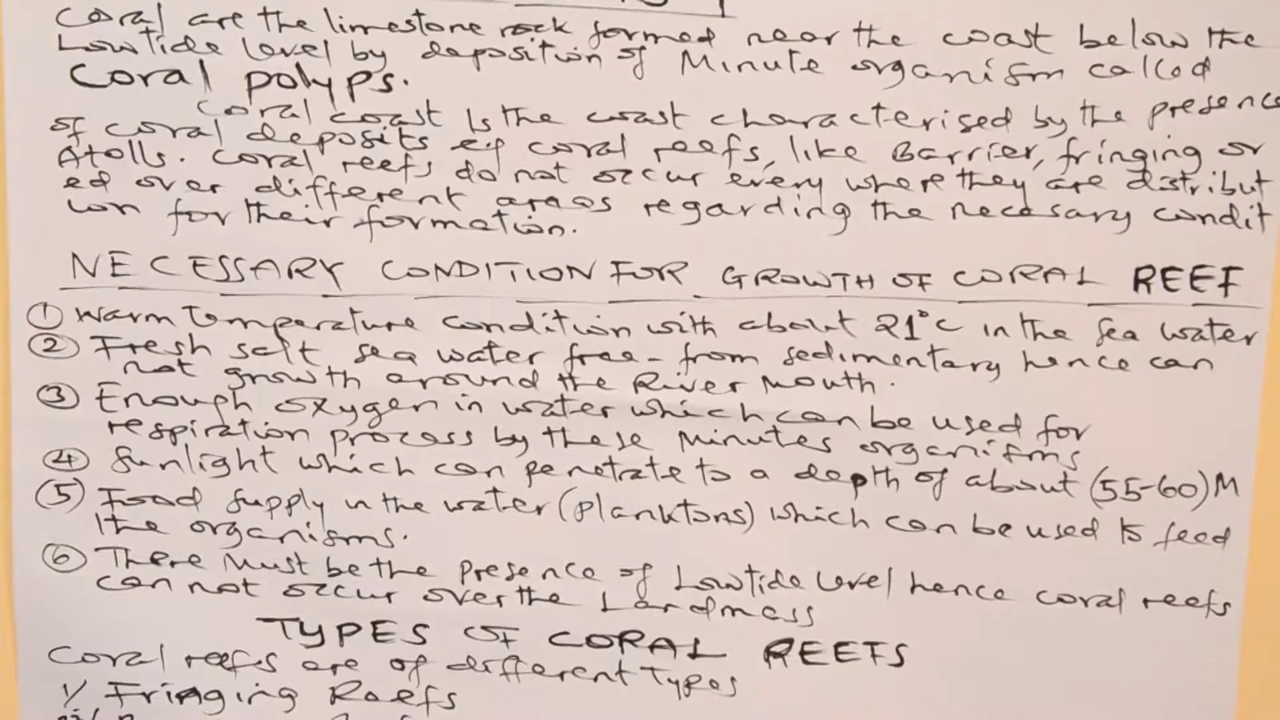 Coral are the limestone rock formed near the coast below the
Lowtide level by deposition of Minute organism called
Coral polyps.
Coral coast Is the coast characterised by the presence
of coral deposits e.g coral reefs, like Barrier, fringing or
Atolls. Coral reefs do not occur every where they are distribut
ed over different areas regarding the necessary condit
ion for their formation.
NECESSARY CONDITION FOR GROWTH OF CORAL REEF
① Warm temperature condition with about 21°c in the sea water
② Fresh salt sea water free- from sedimentary hence can
not growth around the River mouth.
③ Enough oxygen in water which can be used for
respiration process by these minutes organisms
④ Sunlight which can penetrate to a depth of about (55-60)M
⑤ Food supply in the water (planktons) which can be used to feed
the organisms.
⑥ There Must be the presence of Lowtide level hence coral reefs
can not occur over the Landmass
TYPES OF CORAL REEFS
Coral reefs are of different Types
1/ Fringing Reefs